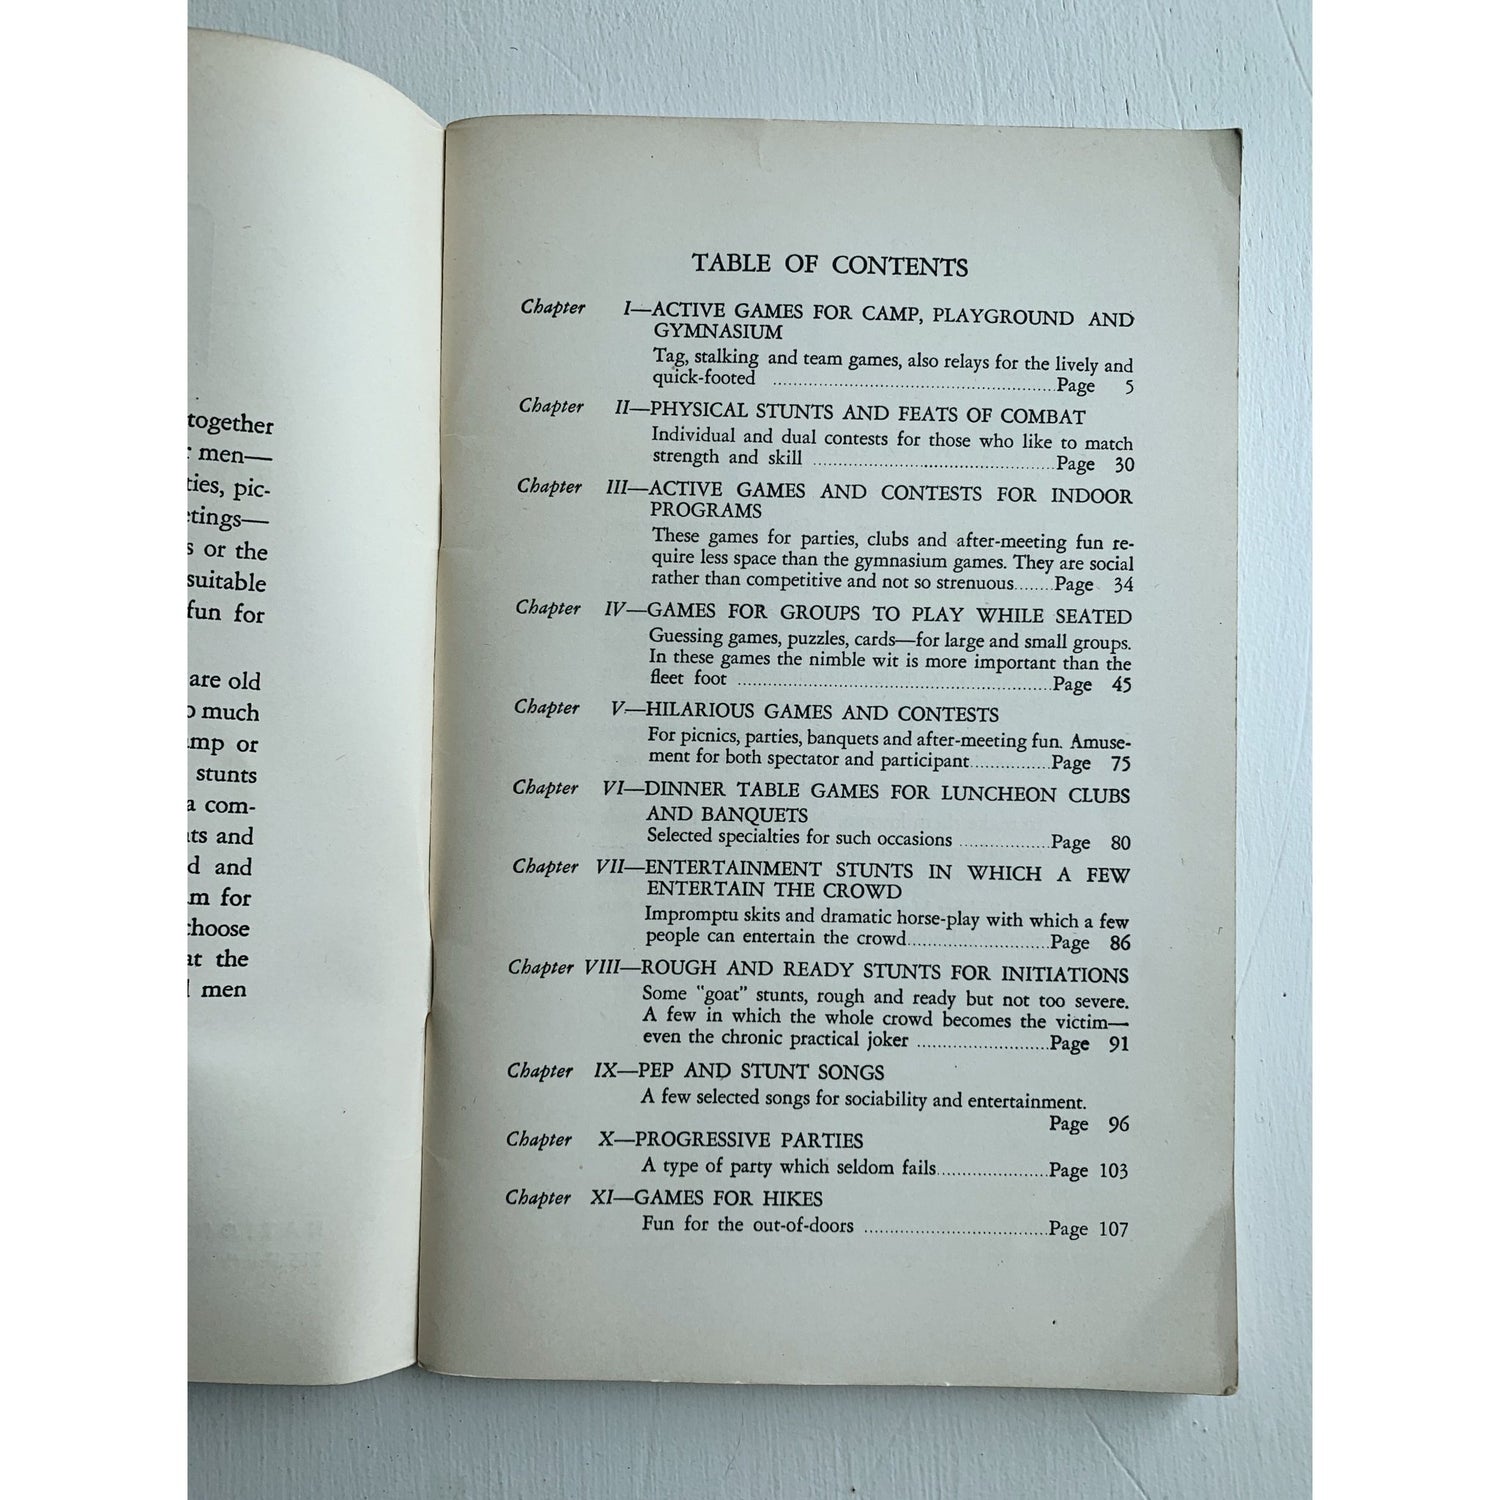 together
men—
ties, pic-
tings—
s or the
suitable
fun for
are old
much
mp or
stunts
a com-
ts and
d and
m for
hoose
at the
men
TABLE OF CONTENTS
Chapter I—ACTIVE GAMES FOR CAMP, PLAYGROUND AND
GYMNASIUM
Tag, stalking and team games, also relays for the lively and
quick-footed ..................................................Page 5
Chapter II—PHYSICAL STUNTS AND FEATS OF COMBAT
Individual and dual contests for those who like to match
strength and skill ...........................................Page 30
Chapter III—ACTIVE GAMES AND CONTESTS FOR INDOOR
PROGRAMS
These games for parties, clubs and after-meeting fun re-
quire less space than the gymnasium games. They are social
rather than competitive and not so strenuous........Page 34
Chapter IV—GAMES FOR GROUPS TO PLAY WHILE SEATED
Guessing games, puzzles, cards—for large and small groups.
In these games the nimble wit is more important than the
fleet foot ........................................................Page 45
Chapter V—HILARIOUS GAMES AND CONTESTS
For picnics, parties, banquets and after-meeting fun. Amuse-
ment for both spectator and participant...............Page 75
Chapter VI—DINNER TABLE GAMES FOR LUNCHEON CLUBS
AND BANQUETS
Selected specialties for such occasions ................Page 80
Chapter VII—ENTERTAINMENT STUNTS IN WHICH A FEW
ENTERTAIN THE CROWD
Impromptu skits and dramatic horse-play with which a few
people can entertain the crowd.........................Page 86
Chapter VIII—ROUGH AND READY STUNTS FOR INITIATIONS
Some "goat" stunts, rough and ready but not too severe.
A few in which the whole crowd becomes the victim—
even the chronic practical joker .......................Page 91
Chapter IX—PEP AND STUNT SONGS
A few selected songs for sociability and entertainment.
Page 96
Chapter X—PROGRESSIVE PARTIES
A type of party which seldom fails....................Page 103
Chapter XI—GAMES FOR HIKES
Fun for the out-of-doors .................................Page 107